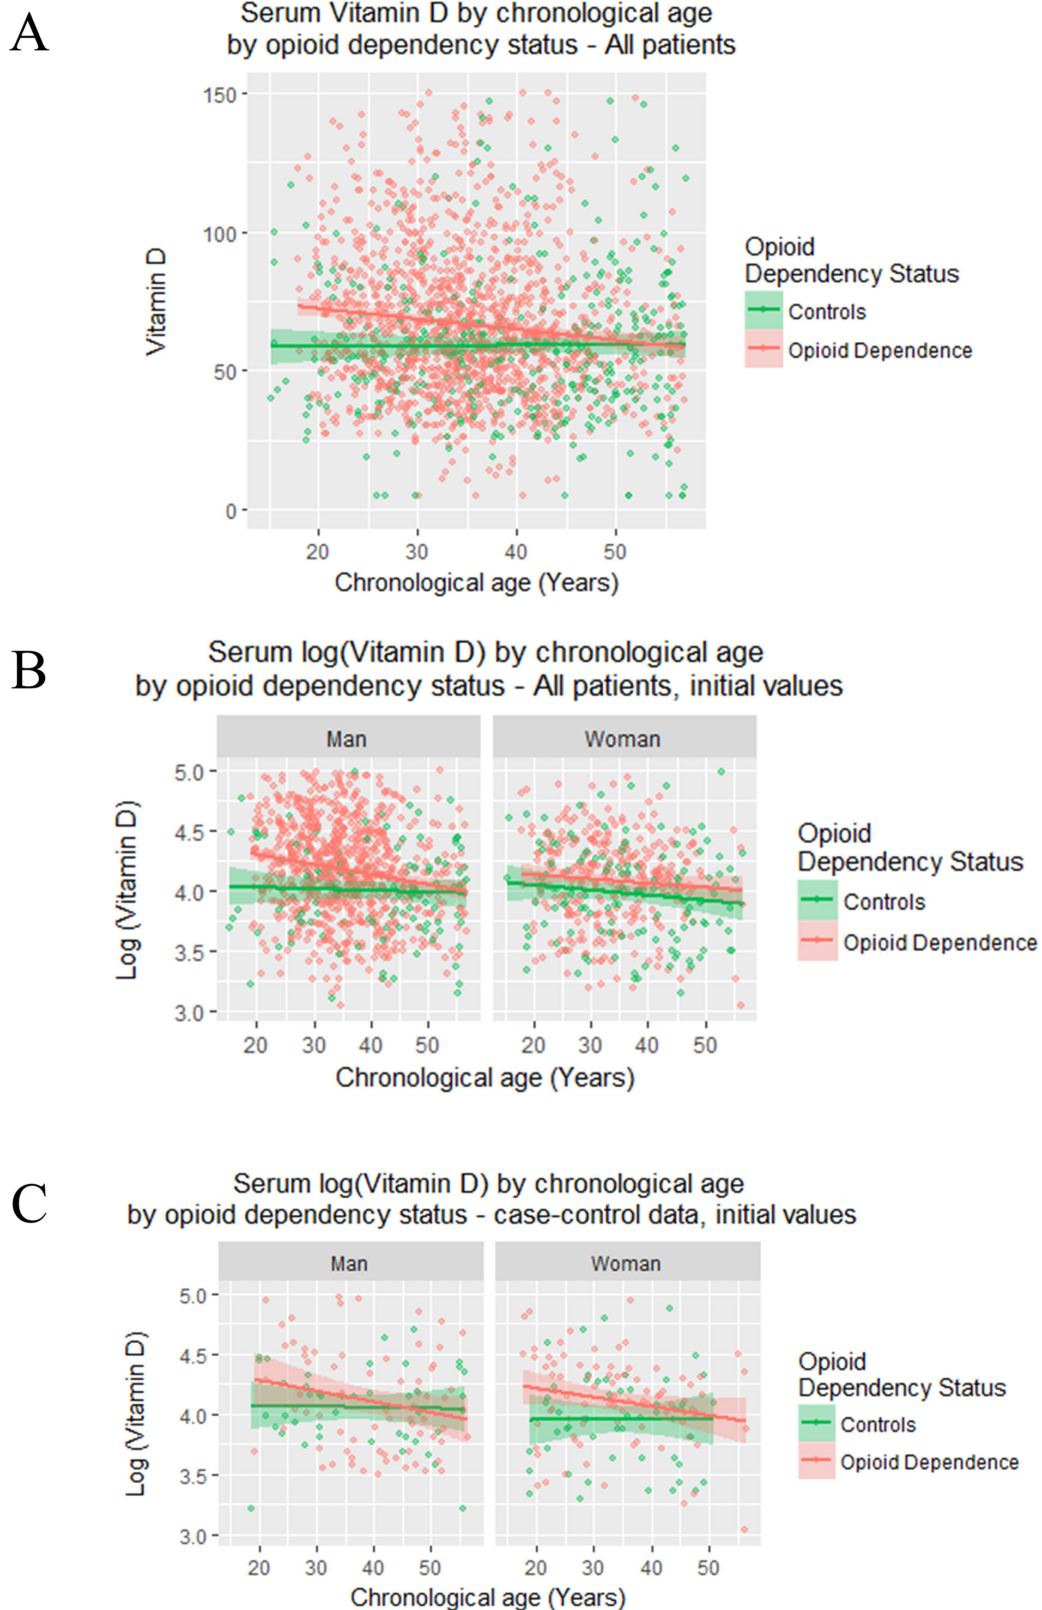 A
Serum Vitamin D by chronological age
by opioid dependency status - All patients
150
100
50
0
Vitamin D
20 30 40 50
Chronological age (Years)
Opioid
Dependency Status
Controls
Opioid Dependence
B
Serum log(Vitamin D) by chronological age
by opioid dependency status - All patients, initial values
Man Woman
5.0
4.5
4.0
3.5
3.0
Log (Vitamin D)
20 30 40 50 20 30 40 50
Chronological age (Years)
Opioid
Dependency Status
Controls
Opioid Dependence
C
Serum log(Vitamin D) by chronological age
by opioid dependency status - case-control data, initial values
Man Woman
5.0
4.5
4.0
3.5
3.0
Log (Vitamin D)
20 30 40 50 20 30 40 50
Chronological age (Years)
Opioid
Dependency Status
Controls
Opioid Dependence